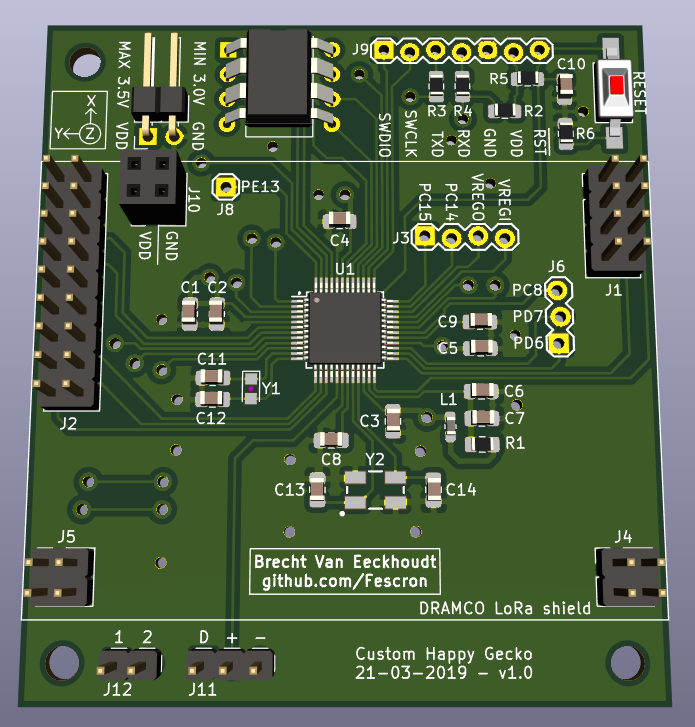 MAX 3.5V
MIN 3.0V
VDD
GND
X
Y
Z
J9
SWDIO
SWCLK
TXD
RXD
GND
VDD
RST
R3
R4
R5
R2
C10
R6
RESET
J10
VDD
GND
PE13
J8
C4
PC15
PC14
VREGO
VREGI
J3
J1
U1
J6
PC8
PD7
PD6
C1
C2
C9
C5
C11
C12
Y1
J2
C3
L1
C6
C7
R1
C8
Y2
C13
C14
J5
J4
Brecht Van Eeckhoudt
github.com/Fescron
DRAMCO LoRa shield
1 2
J12
D + -
J11
Custom Happy Gecko
21-03-2019 - v1.0